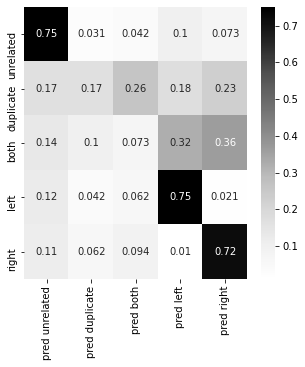 unrelated 0.75 0.031 0.042 0.1 0.073
duplicate 0.17 0.17 0.26 0.18 0.23
both 0.14 0.1 0.073 0.32 0.36
left 0.12 0.042 0.062 0.75 0.021
right 0.11 0.062 0.094 0.01 0.72
pred unrelated
pred duplicate
pred both
pred left
pred right
0.7
0.6
0.5
0.4
0.3
0.2
0.1